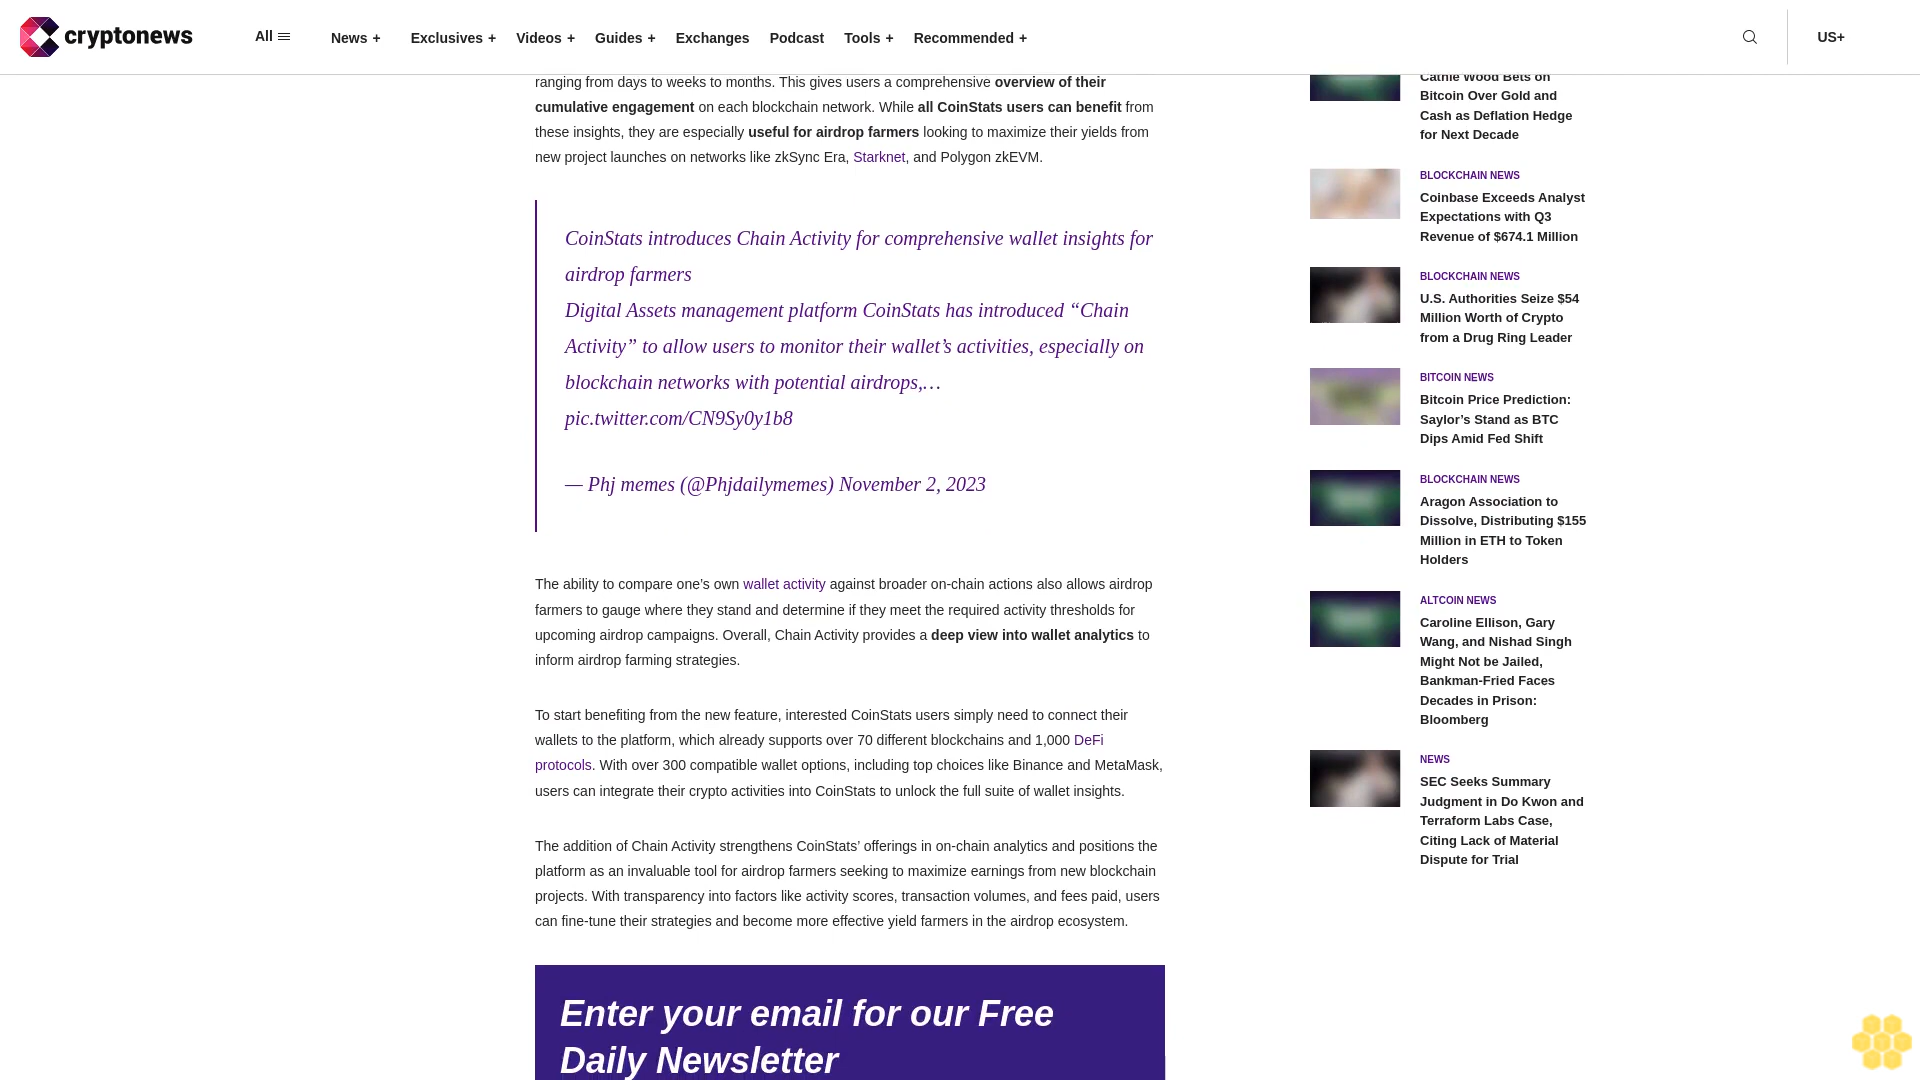 cryptonews
All
News +
Exclusives +
Videos +
Guides +
Exchanges
Podcast
Tools +
Recommended +
US+
ranging from days to weeks to months. This gives users a comprehensive overview of their
cumulative engagement on each blockchain network. While all CoinStats users can benefit from
these insights, they are especially useful for airdrop farmers looking to maximize their yields from
new project launches on networks like zkSync Era, Starknet, and Polygon zkEVM.
CoinStats introduces Chain Activity for comprehensive wallet insights for
airdrop farmers
Digital Assets management platform CoinStats has introduced “Chain
Activity” to allow users to monitor their wallet’s activities, especially on
blockchain networks with potential airdrops,…
pic.twitter.com/CN9Sy0y1b8
— Phj memes (@Phjdailymemes) November 2, 2023
The ability to compare one’s own wallet activity against broader on-chain actions also allows airdrop
farmers to gauge where they stand and determine if they meet the required activity thresholds for
upcoming airdrop campaigns. Overall, Chain Activity provides a deep view into wallet analytics to
inform airdrop farming strategies.
To start benefiting from the new feature, interested CoinStats users simply need to connect their
wallets to the platform, which already supports over 70 different blockchains and 1,000 DeFi
protocols. With over 300 compatible wallet options, including top choices like Binance and MetaMask,
users can integrate their crypto activities into CoinStats to unlock the full suite of wallet insights.
The addition of Chain Activity strengthens CoinStats’ offerings in on-chain analytics and positions the
platform as an invaluable tool for airdrop farmers seeking to maximize earnings from new blockchain
projects. With transparency into factors like activity scores, transaction volumes, and fees paid, users
can fine-tune their strategies and become more effective yield farmers in the airdrop ecosystem.
Enter your email for our Free
Daily Newsletter
Cathie Wood Bets on
Bitcoin Over Gold and
Cash as Deflation Hedge
for Next Decade
BLOCKCHAIN NEWS
Coinbase Exceeds Analyst
Expectations with Q3
Revenue of $674.1 Million
BLOCKCHAIN NEWS
U.S. Authorities Seize $54
Million Worth of Crypto
from a Drug Ring Leader
BITCOIN NEWS
Bitcoin Price Prediction:
Saylor’s Stand as BTC
Dips Amid Fed Shift
BLOCKCHAIN NEWS
Aragon Association to
Dissolve, Distributing $155
Million in ETH to Token
Holders
ALTCOIN NEWS
Caroline Ellison, Gary
Wang, and Nishad Singh
Might Not be Jailed,
Bankman-Fried Faces
Decades in Prison:
Bloomberg
NEWS
SEC Seeks Summary
Judgment in Do Kwon and
Terraform Labs Case,
Citing Lack of Material
Dispute for Trial